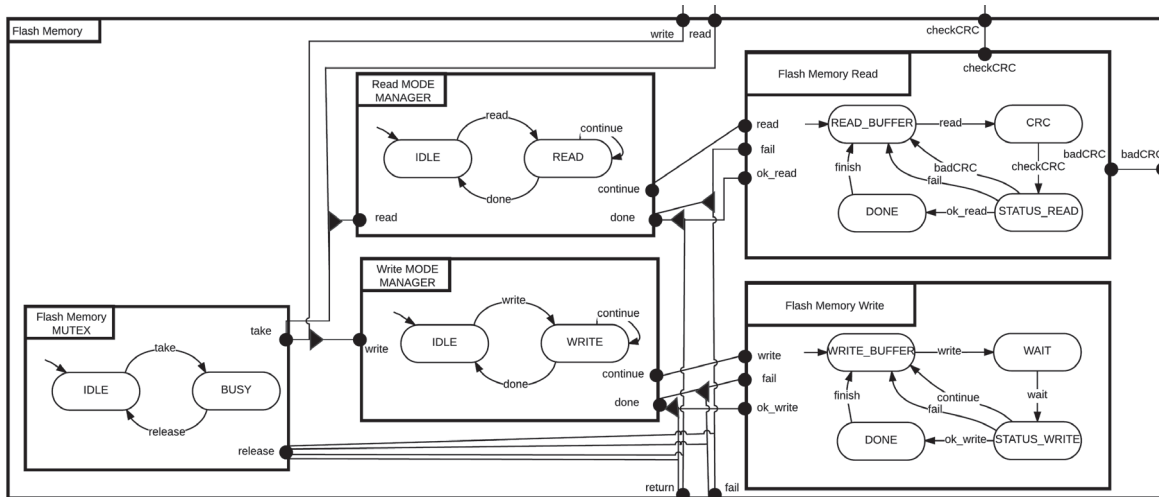 Flash Memory
write
read
checkCRC
checkCRC
Read MODE
MANAGER
IDLE
read
READ
continue
done
read
continue
done
Flash Memory Read
read
fail
ok_read
READ_BUFFER
read
CRC
checkCRC
badCRC
fail
finish
DONE
ok_read
STATUS_READ
badCRC
badCRC
Write MODE
MANAGER
IDLE
write
WRITE
continue
done
write
continue
done
Flash Memory
MUTEX
take
IDLE
take
BUSY
release
release
Flash Memory Write
write
fail
ok_write
WRITE_BUFFER
write
WAIT
wait
continue
fail
finish
DONE
ok_write
STATUS_WRITE
return
fail